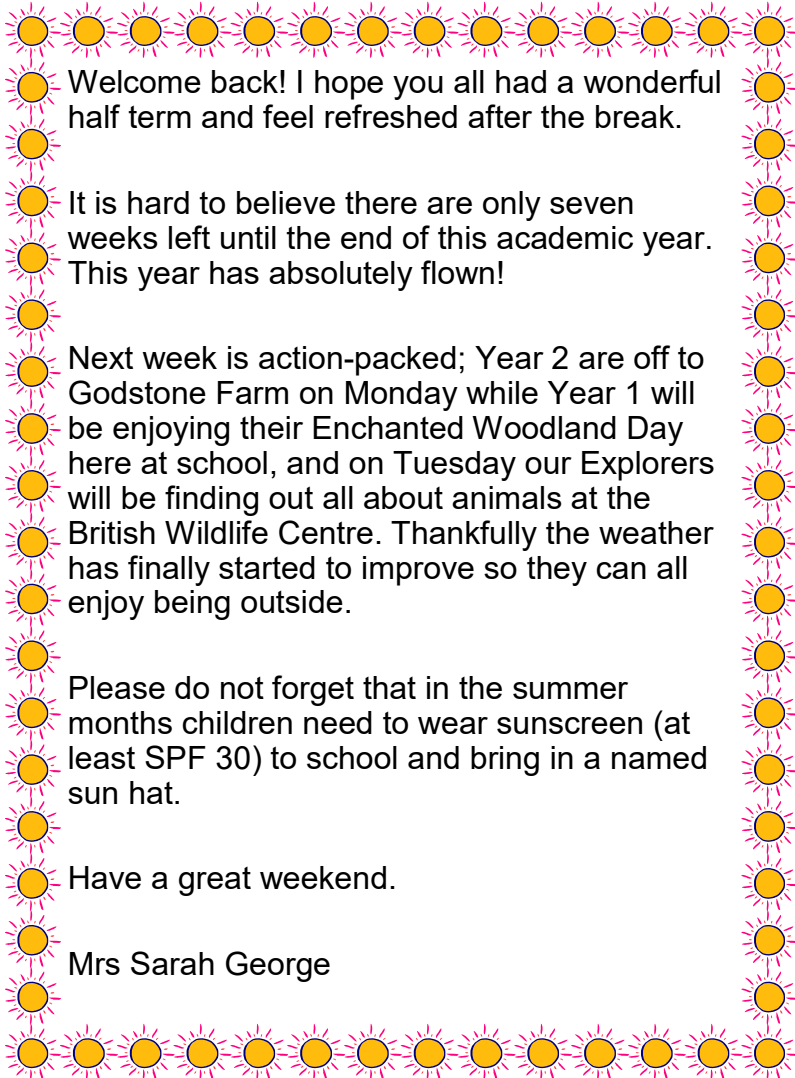 Welcome back! I hope you all had a wonderful
half term and feel refreshed after the break.
It is hard to believe there are only seven
weeks left until the end of this academic year.
This year has absolutely flown!
Next week is action-packed; Year 2 are off to
Godstone Farm on Monday while Year 1 will
be enjoying their Enchanted Woodland Day
here at school, and on Tuesday our Explorers
will be finding out all about animals at the
British Wildlife Centre. Thankfully the weather
has finally started to improve so they can all
enjoy being outside.
Please do not forget that in the summer
months children need to wear sunscreen (at
least SPF 30) to school and bring in a named
sun hat.
Have a great weekend.
Mrs Sarah George